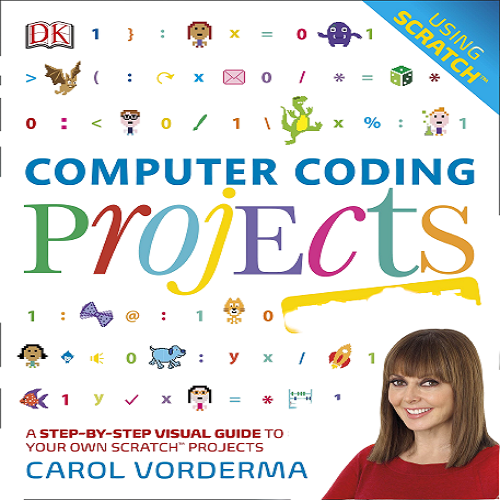 DK 1 } : x = 0 1
USING
SCRATCH™
> ( : x 0 / * =
0 : < 0 / 1 \ x % : 1
COMPUTER CODING
Projects
1 : @ : 1 0
+ 0 : y x / 1
1 y x = * 1
A STEP-BY-STEP VISUAL GUIDE TO
YOUR OWN SCRATCH™ PROJECTS
CAROL VORDERMA